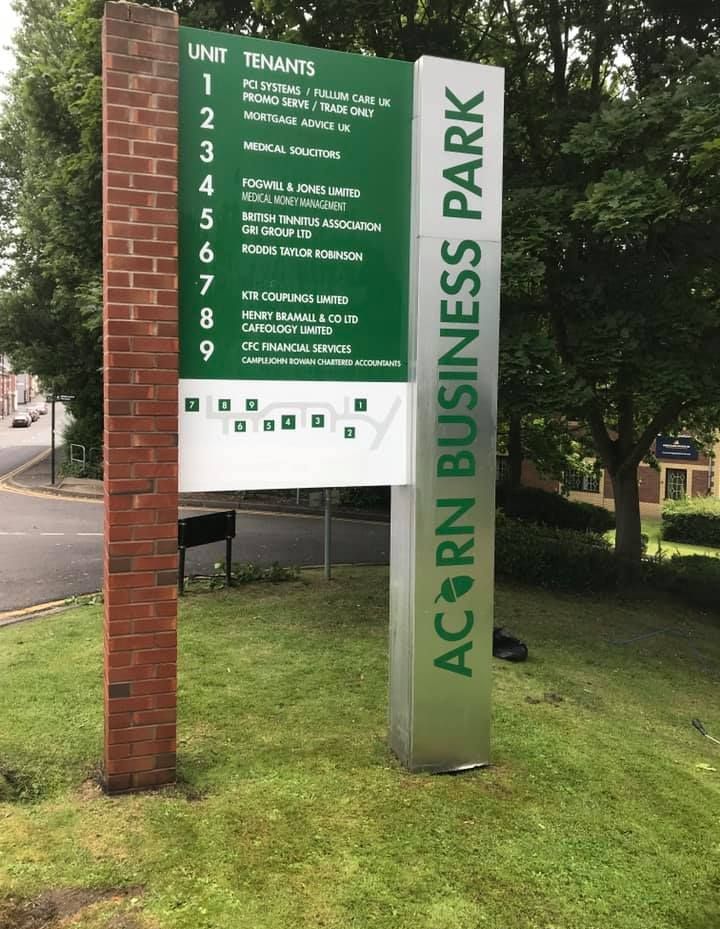 UNIT TENANTS
1 PCI SYSTEMS / FULLUM CARE UK
PROMO SERVE / TRADE ONLY
2 MORTGAGE ADVICE UK
3 MEDICAL SOLICITORS
4 FOGWILL & JONES LIMITED
MEDICAL MONEY MANAGEMENT
5 BRITISH TINNITUS ASSOCIATION
GRI GROUP LTD
6 RODDIS TAYLOR ROBINSON
7 KTR COUPLINGS LIMITED
8 HENRY BRAMALL & CO LTD
CAFEOLOGY LIMITED
9 CFC FINANCIAL SERVICES
CAMPLEJOHN ROWAN CHARTERED ACCOUNTANTS
7 8 9 1
6 5 4 3 2
ACORN BUSINESS PARK